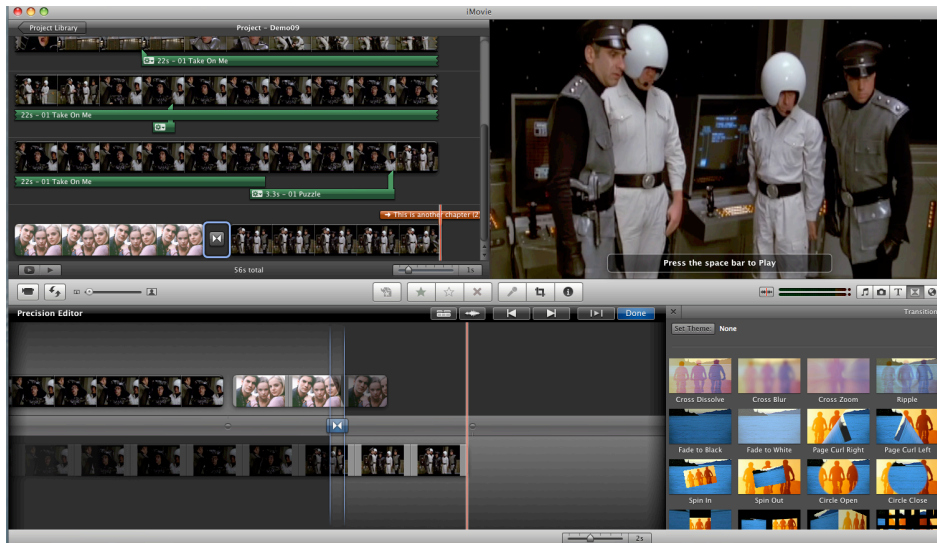 iMovie
Project Library
Project - Demo09
22s - 01 Take On Me
22s - 01 Take On Me
22s - 01 Take On Me
3.3s - 01 Puzzle
This is another chapter (2
56s total
1s
Press the space bar to Play
Precision Editor
Done
Transition
Set Theme:
None
Cross Dissolve
Cross Blur
Cross Zoom
Ripple
Fade to Black
Fade to White
Page Curl Right
Page Curl Left
Spin In
Spin Out
Circle Open
Circle Close
2s